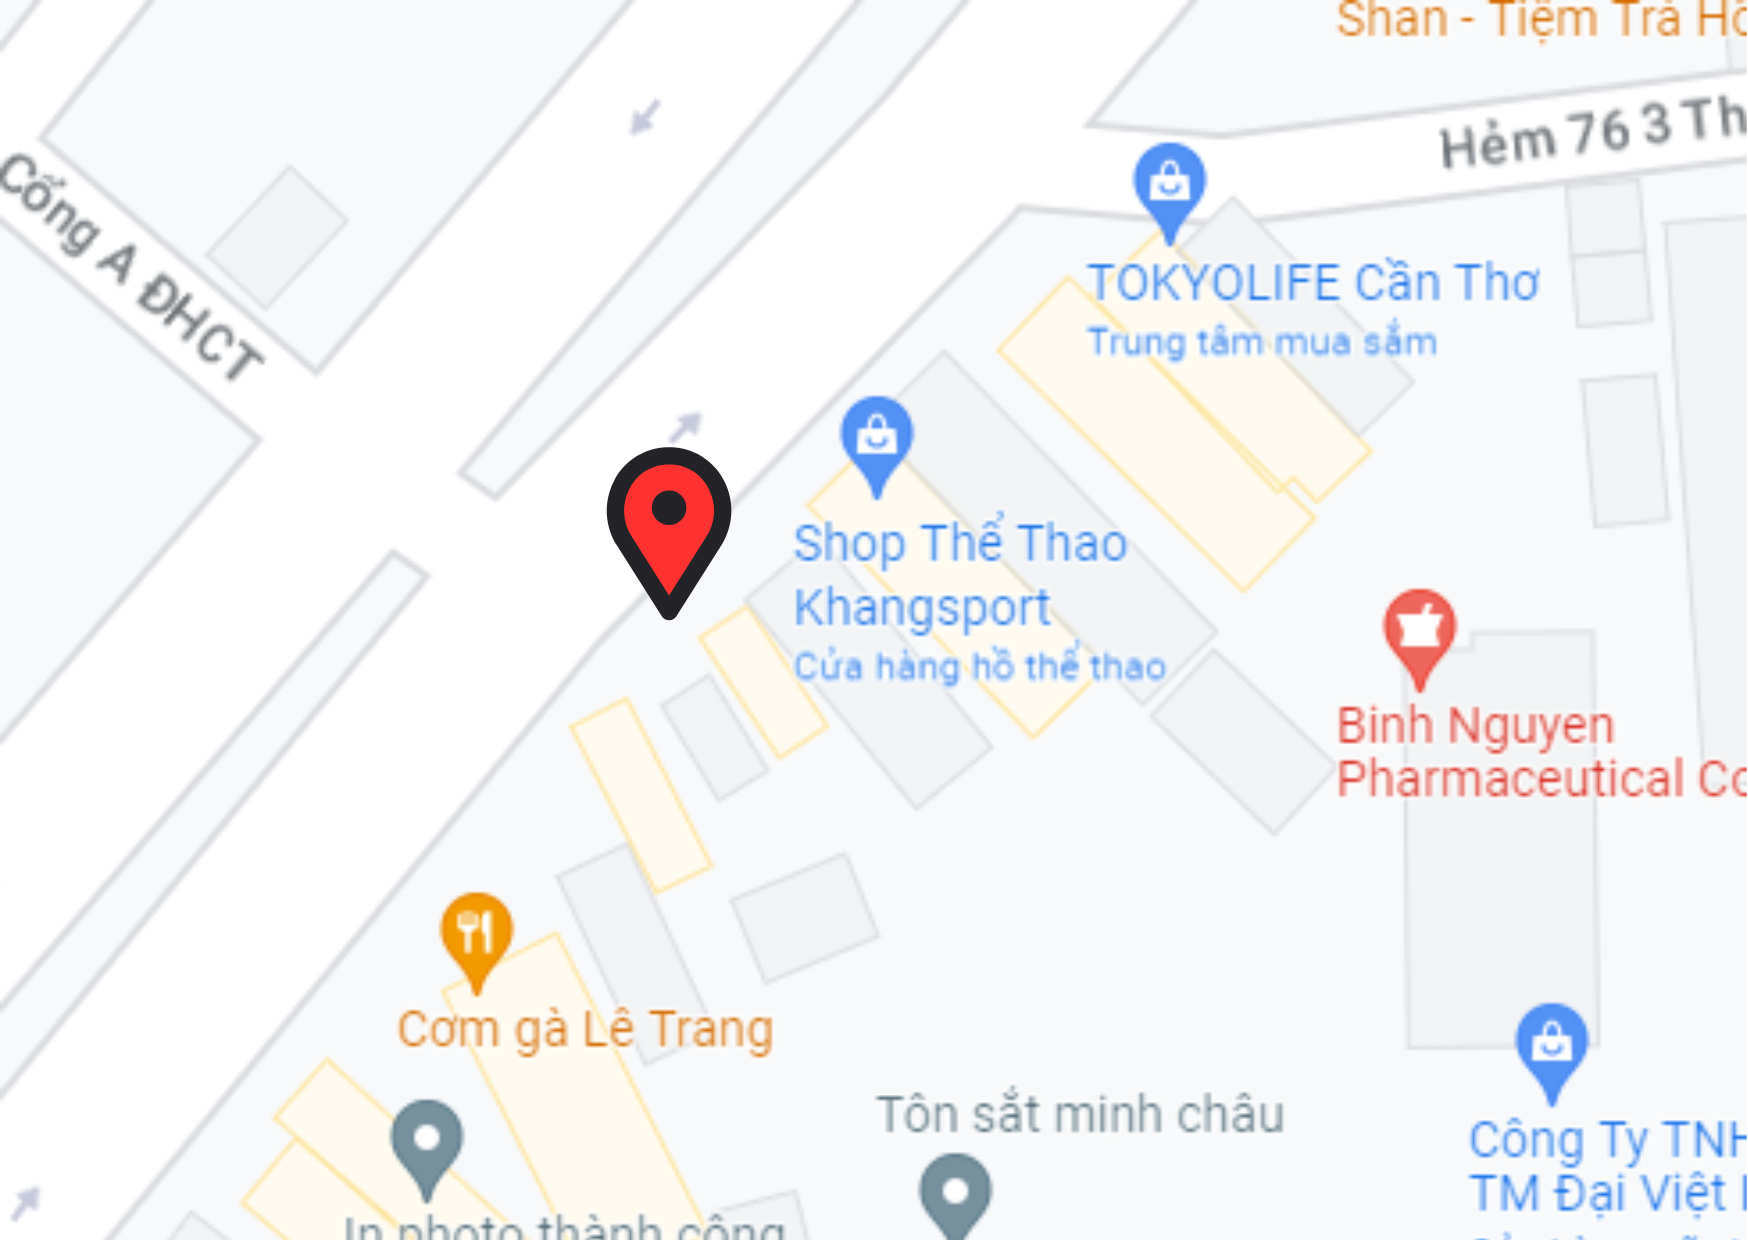 Shan - Tiệm Trà
Hẻm 76 3 Th
Cổng A ĐHCT
TOKYOLIFE Cần Thơ
Trung tâm mua sắm
Shop Thể Thao
Khangsport
Cửa hàng hồ thể thao
Binh Nguyen
Pharmaceutical Co
Cơm gà Lê Trang
Tôn sắt minh châu
Công Ty TNH
TM Đại Việt
In photo thành công